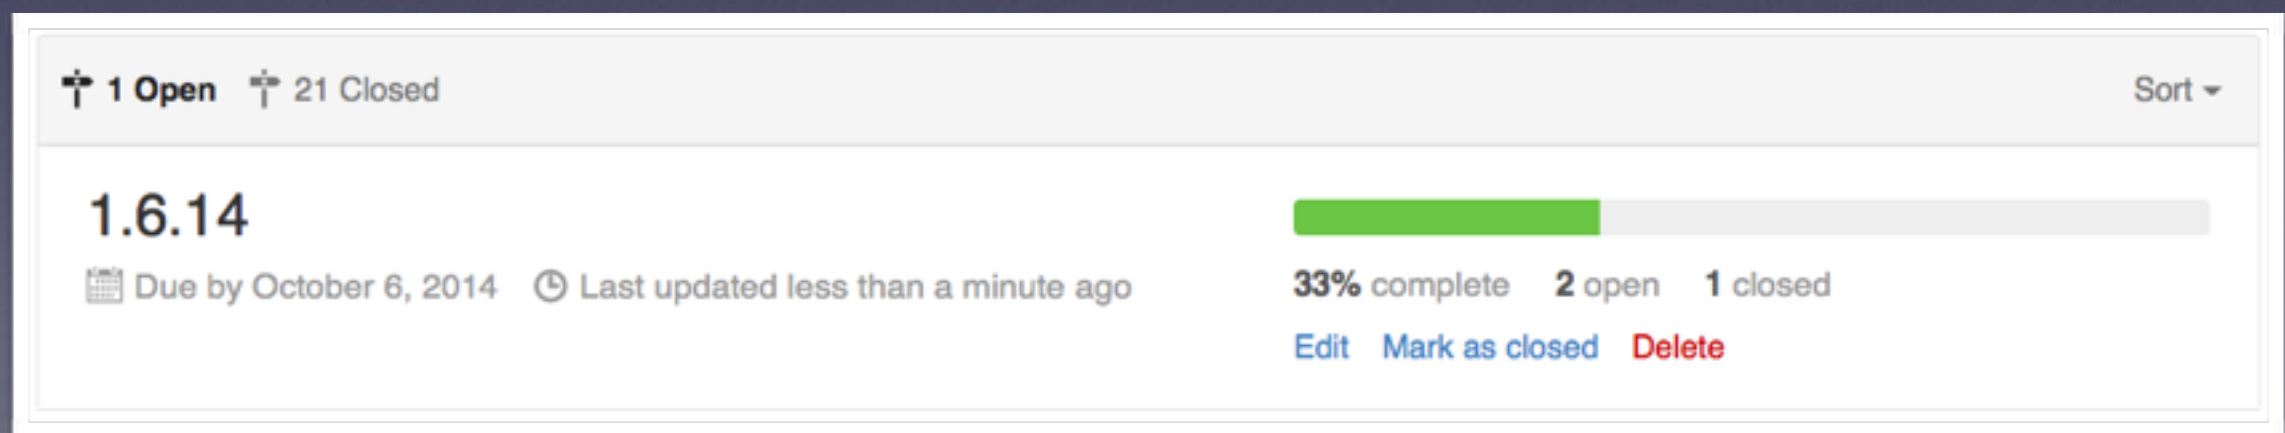 1 Open 21 Closed Sort
1.6.14
Due by October 6, 2014 Last updated less than a minute ago
33% complete 2 open 1 closed
Edit Mark as closed Delete